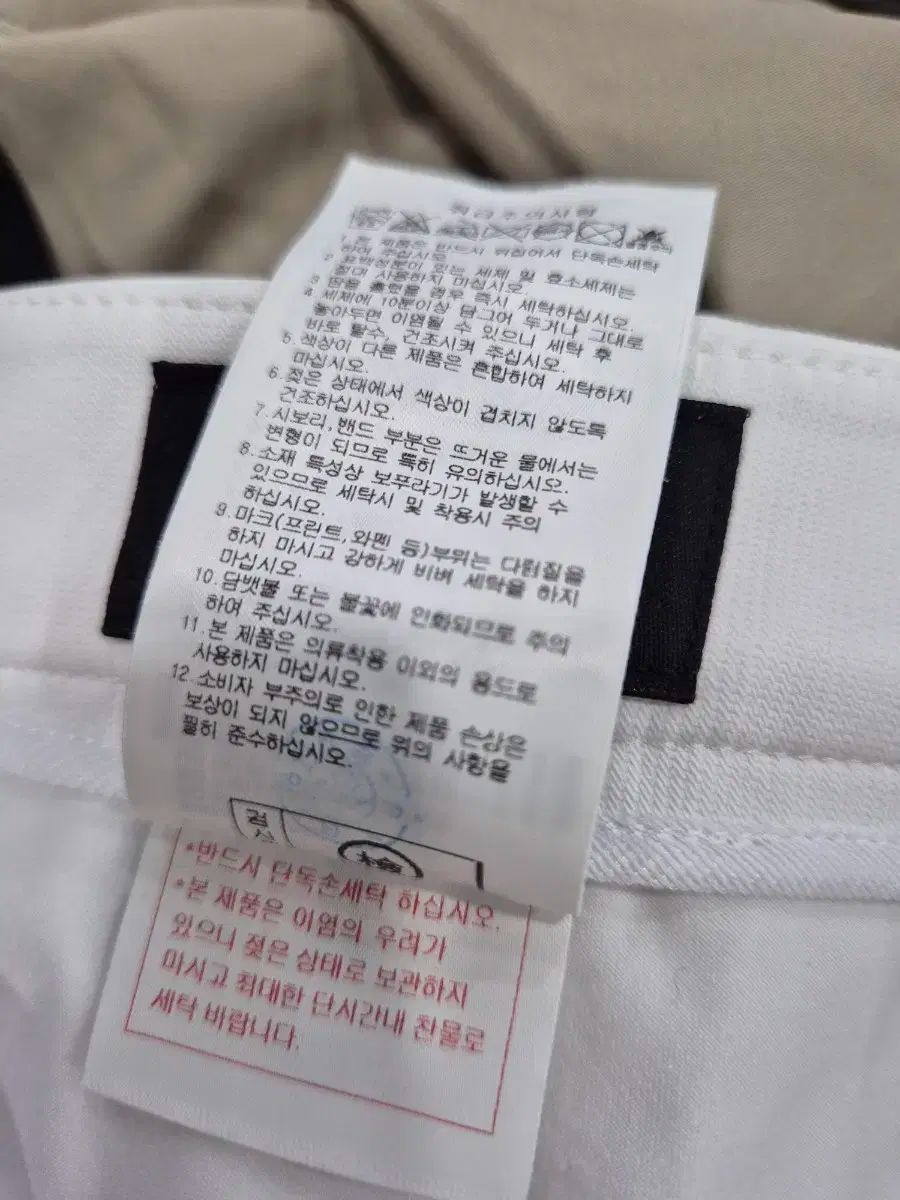 취급주의사항
1.본 제품은 반드시 뒤집어서 단독손세탁
하여 주십시오.
2.표백성분이 있는 세제 및 효소세제는
절대 사용하지 마십시오.
3.땀을 흘렸을 경우 즉시 세탁하십시오.
4.세제에 10분이상 담그어 두거나 그대로
놓아두면 이염될 수 있으니 세탁 후
바로 탈수, 건조시켜 주십시오.
5.색상이 다른 제품은 혼합하여 세탁하지
마십시오.
6.젖은 상태에서 색상이 겹치지 않도록
건조하십시오.
7.시보리,밴드 부분은 뜨거운 물에서는
변형이 되므로 특히 유의하십시오.
8.소재 특성상 보푸라기가 발생할 수
있으므로 세탁시 및 착용시 주의
하십시오.
9.마크(프린트,와펜 등)부위는 다림질을
하지 마시고 강하게 비벼 세탁을 하지
마십시오.
10.담뱃불 또는 불꽃에 인화되므로 주의
하여 주십시오.
11.본 제품은 의류착용 이외의 용도로
사용하지 마십시오.
12.소비자 부주의로 인한 제품 손상은
보상이 되지 않으므로 위의 사항을
필히 준수하십시오.
검
檢
*반드시 단독손세탁 하십시오.
*본 제품은 이염의 우려가
있으니 젖은 상태로 보관하지
마시고 최대한 단시간내 찬물로
세탁 바랍니다.